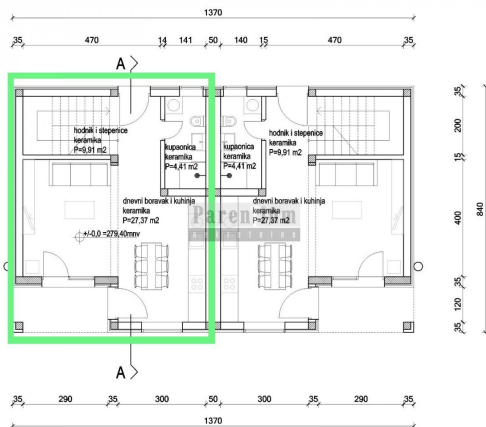 1370
35 470 14 141 50 140 15 470 35
A
hodnik i stepenice
keramika
P=9,91 m2
kupaonica
keramika
P=4,41 m2
kupaonica
keramika
P=4,41 m2
hodnik i stepenice
keramika
P=9,91 m2
dnevni boravak i kuhinja
keramika
P=27,37 m2
dnevni boravak i kuhinja
keramika
P=27,37 m2
+/-0,0 =279,40mnv
35
200
15
400
35
120
35
840
A
35 290 35 300 50 300 35 290 35
1370